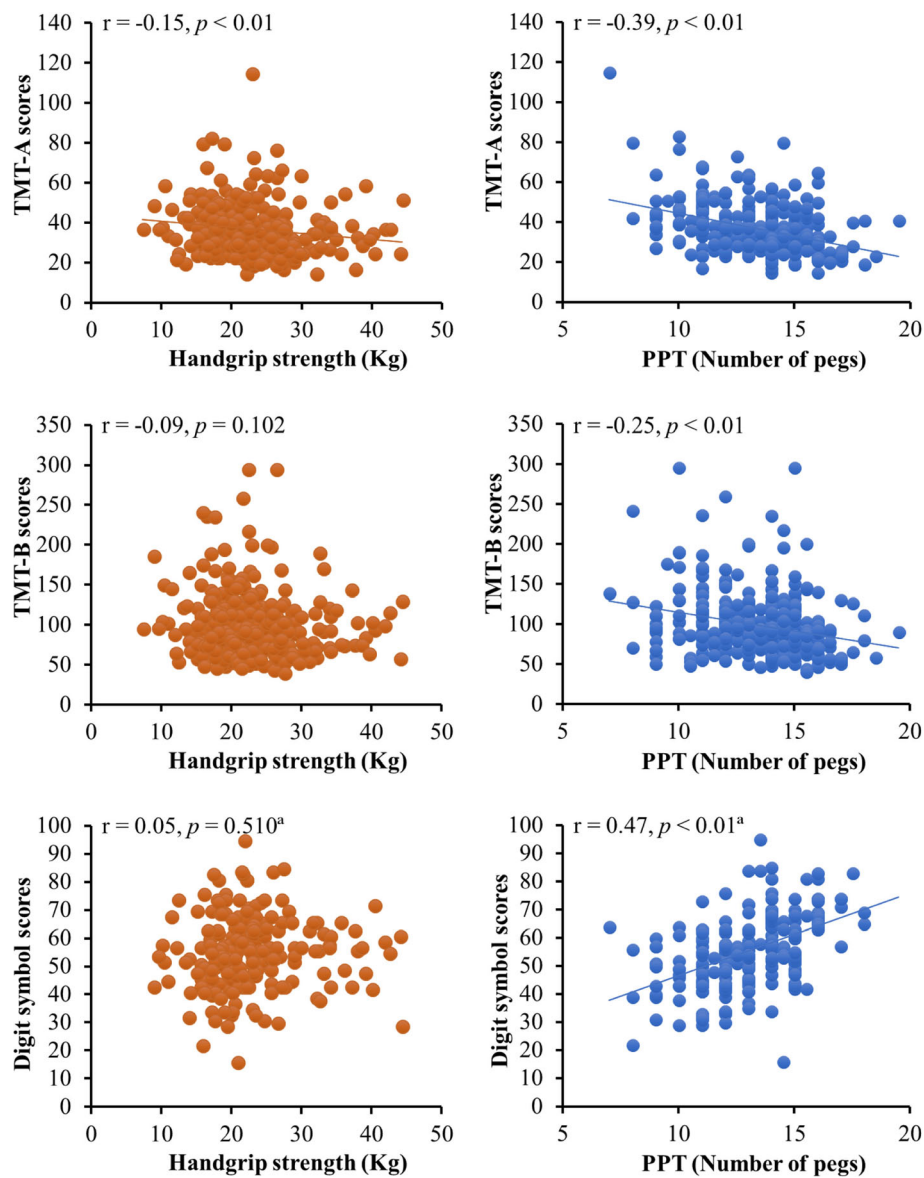 r = -0.15, p < 0.01
TMT-A scores
140
120
100
80
60
40
20
0
0 10 20 30 40 50
Handgrip strength (Kg)
r = -0.39, p < 0.01
TMT-A scores
140
120
100
80
60
40
20
0
5 10 15 20
PPT (Number of pegs)
r = -0.09, p = 0.102
TMT-B scores
350
300
250
200
150
100
50
0
0 10 20 30 40 50
Handgrip strength (Kg)
r = -0.25, p < 0.01
TMT-B scores
350
300
250
200
150
100
50
0
5 10 15 20
PPT (Number of pegs)
r = 0.05, p = 0.510ᵃ
Digit symbol scores
100
90
80
70
60
50
40
30
20
10
0
0 10 20 30 40 50
Handgrip strength (Kg)
r = 0.47, p < 0.01ᵃ
Digit symbol scores
100
90
80
70
60
50
40
30
20
10
0
5 10 15 20
PPT (Number of pegs)